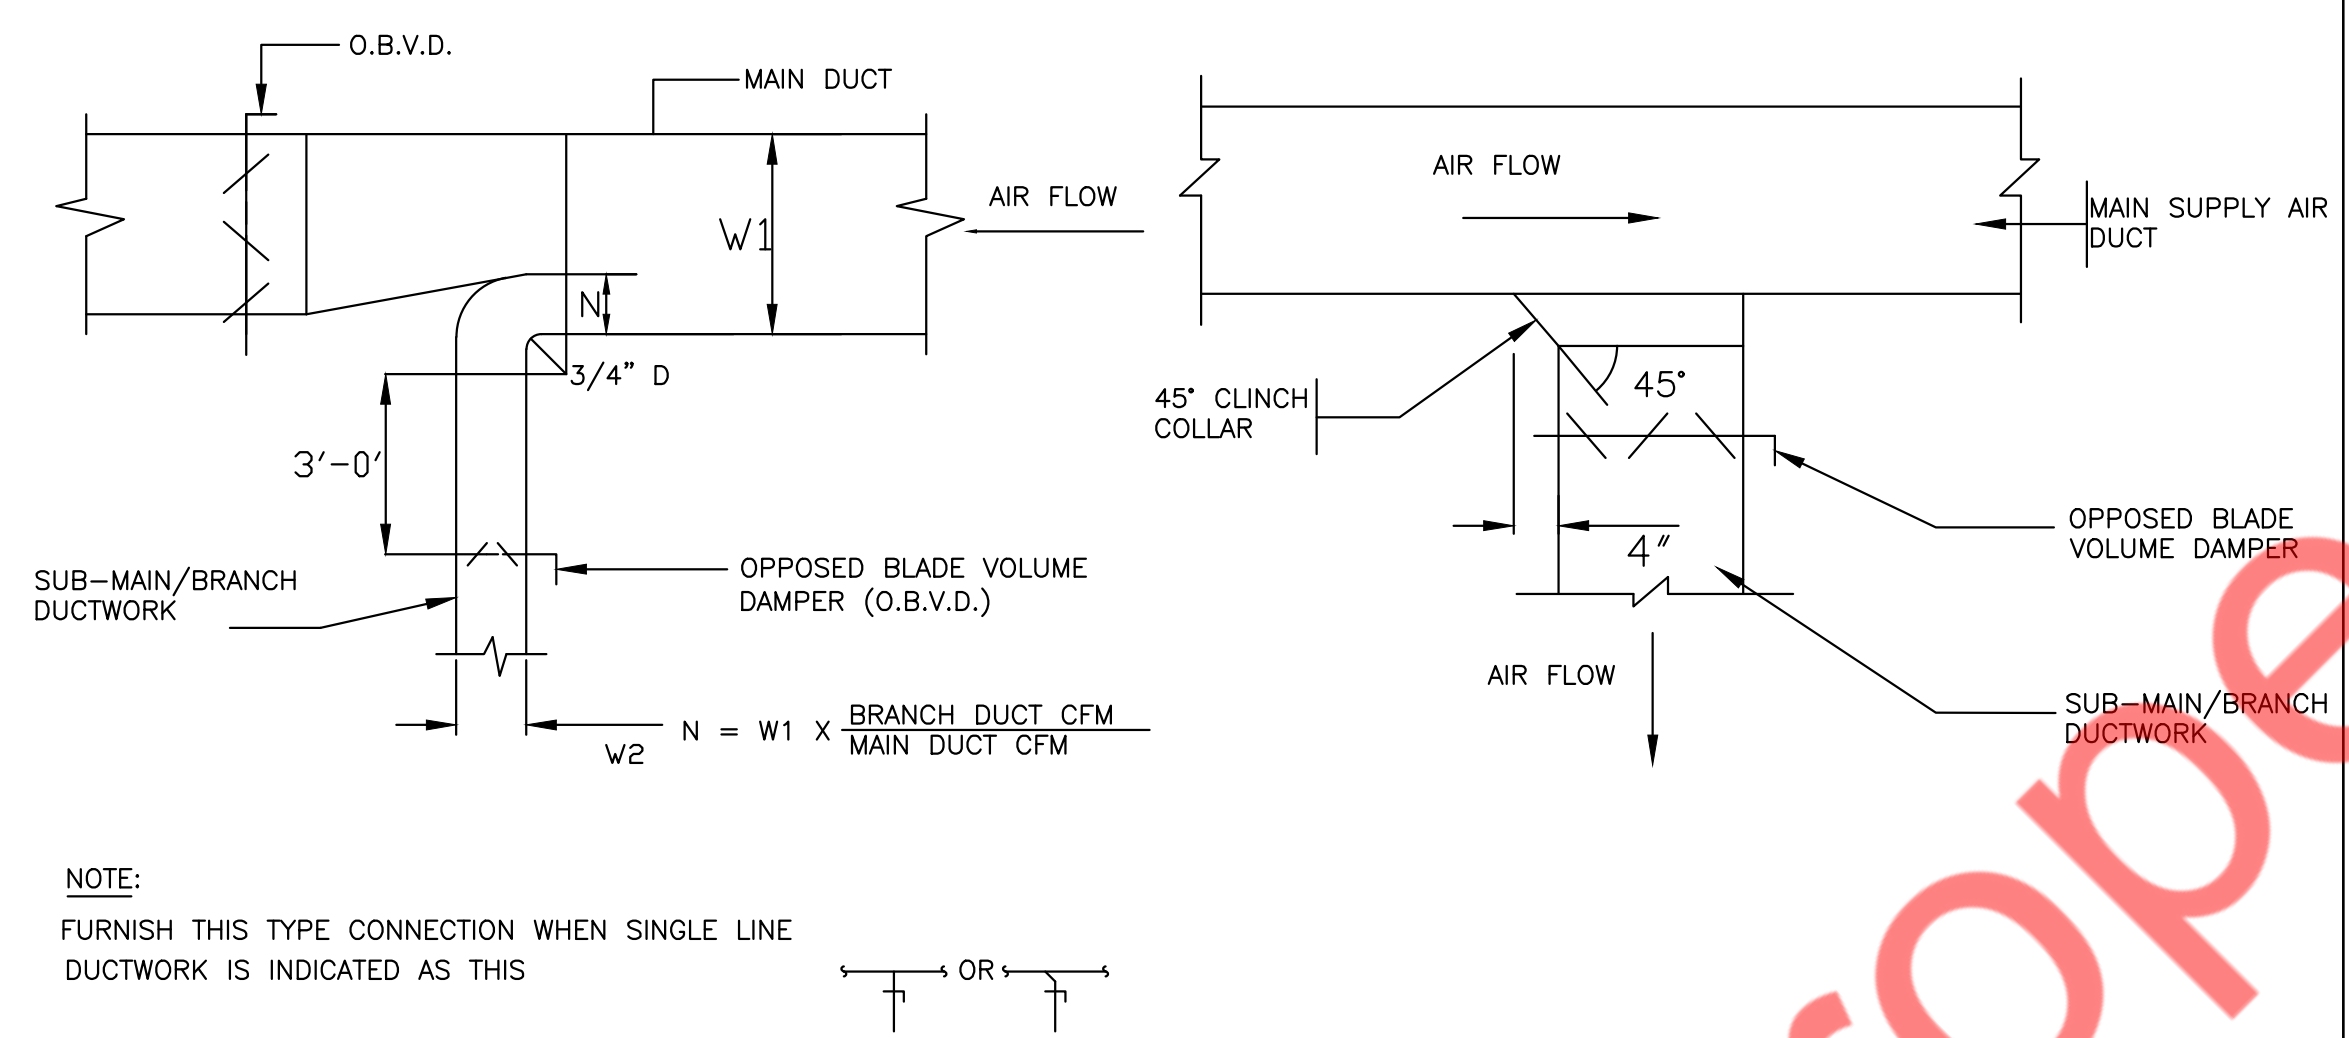 O.B.V.D.
MAIN DUCT
AIR FLOW
W1
N
3/4" D
3'-0'
SUB-MAIN/BRANCH
DUCTWORK
OPPOSED BLADE VOLUME
DAMPER (O.B.V.D.)
W2
N = W1 X BRANCH DUCT CFM
MAIN DUCT CFM
AIR FLOW
MAIN SUPPLY AIR
DUCT
45° CLINCH
COLLAR
45°
OPPOSED BLADE
VOLUME DAMPER
4"
AIR FLOW
SUB-MAIN/BRANCH
DUCTWORK
NOTE:
FURNISH THIS TYPE CONNECTION WHEN SINGLE LINE
DUCTWORK IS INDICATED AS THIS
OR